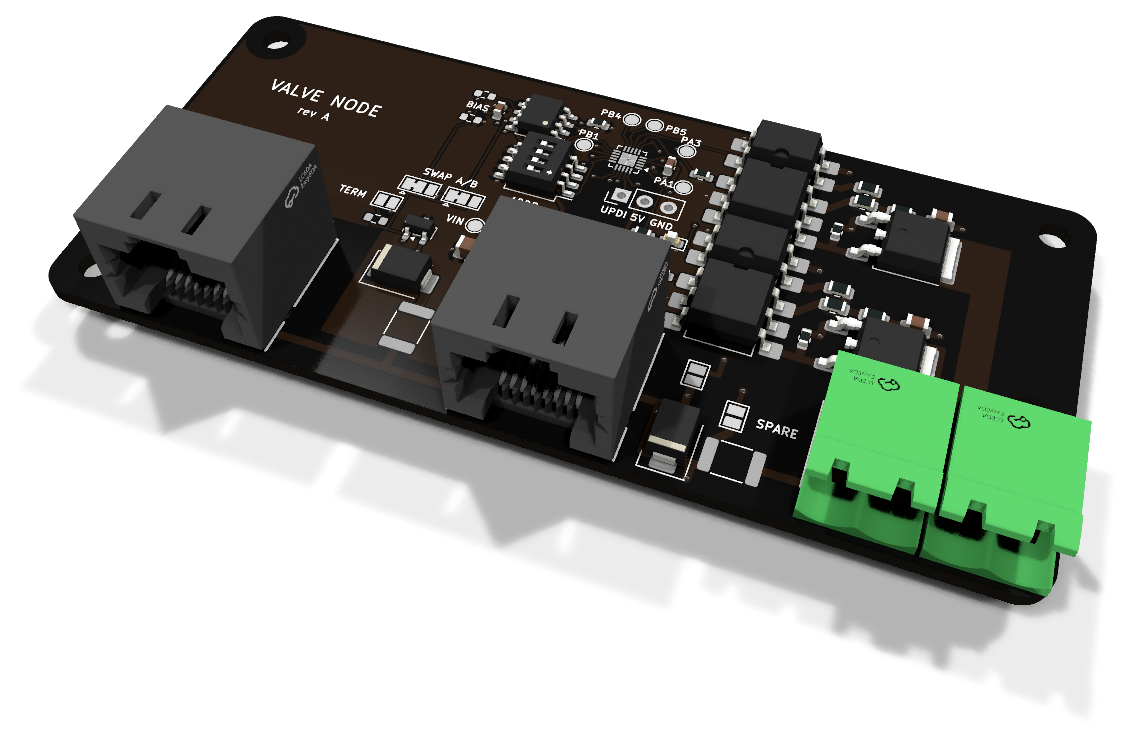 VALVE NODE
rev A
BIAS
PB4
PB5
PB1
PA3
PA1
SWAP A/B
TERM
VIN
UPDI 5V GND
SPARE